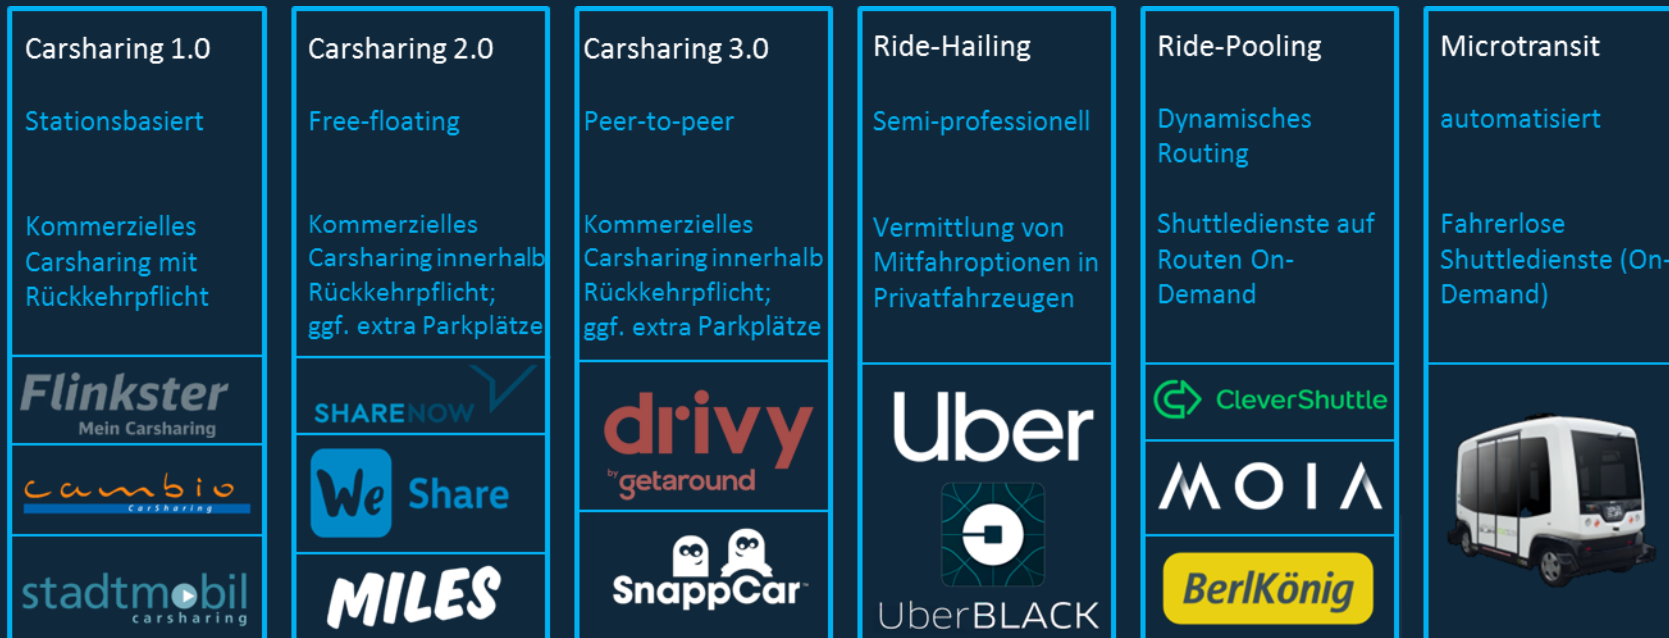 Carsharing 1.0
Stationsbasiert
Kommerzielles
Carsharing mit
Rückkehrpflicht
Flinkster
Mein Carsharing
cambio
CarSharing
stadtmobil
carsharing
Carsharing 2.0
Free-floating
Kommerzielles
Carsharing innerhalb
Rückkehrpflicht;
ggf. extra Parkplätze
SHARE NOW
We Share
MILES
Carsharing 3.0
Peer-to-peer
Kommerzielles
Carsharing innerhalb
Rückkehrpflicht;
ggf. extra Parkplätze
drivy
by getaround
SnappCar
Ride-Hailing
Semi-professionell
Vermittlung von
Mitfahroptionen in
Privatfahrzeugen
Uber
UberBLACK
Ride-Pooling
Dynamisches
Routing
Shuttledienste auf
Routen On-
Demand
CleverShuttle
MOIA
BerlKönig
Microtransit
automatisiert
Fahrerlose
Shuttledienste (On-
Demand)